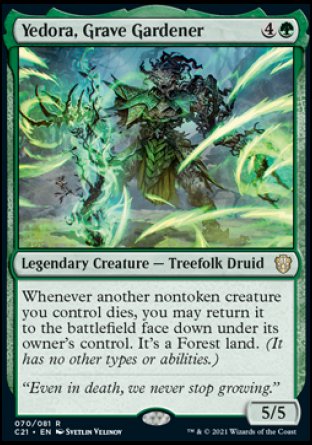 Yedora, Grave Gardener 4
Legendary Creature — Treefolk Druid
Whenever another nontoken creature
you control dies, you may return it
to the battlefield face down under its
owner's control. It's a Forest land. (It
has no other types or abilities.)
"Even in death, we never stop growing."
5/5
070/081 R
C21 • EN Svetlin Velinov
™ & © 2021 Wizards of the Coast